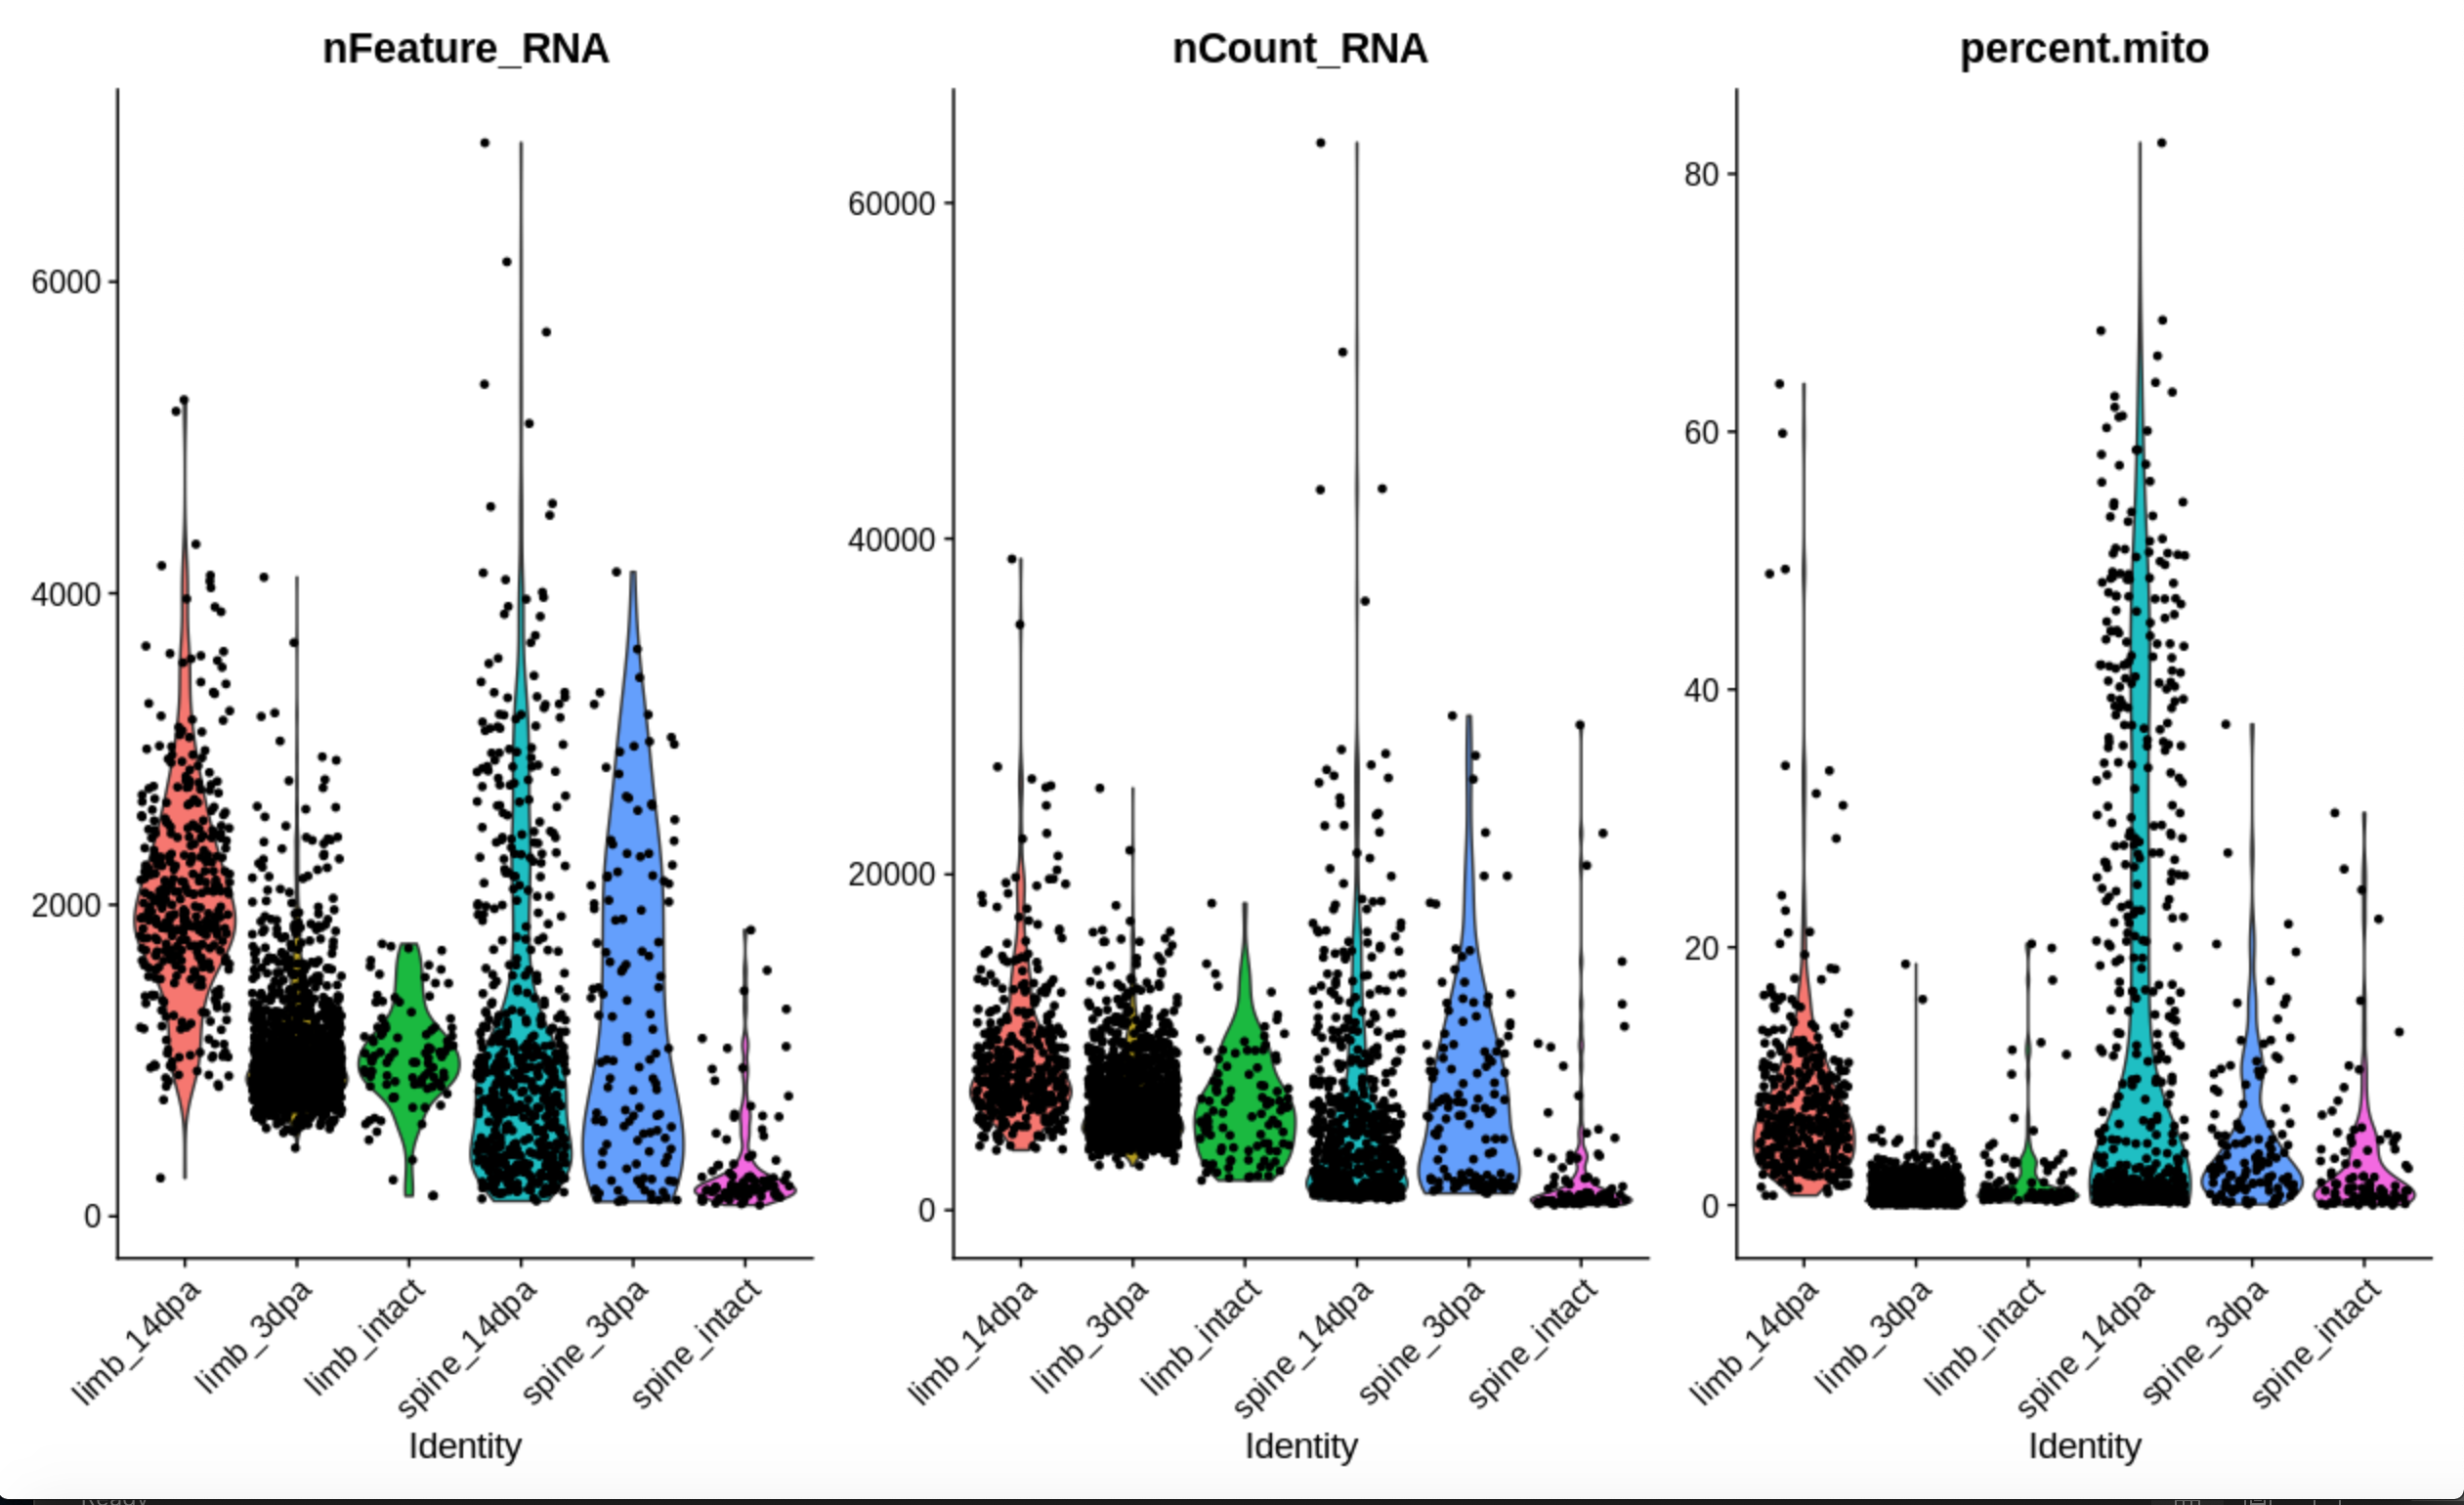 nFeature_RNA
6000
4000
2000
0
limb_14dpa
limb_3dpa
limb_intact
spine_14dpa
spine_3dpa
spine_intact
Identity
nCount_RNA
60000
40000
20000
0
limb_14dpa
limb_3dpa
limb_intact
spine_14dpa
spine_3dpa
spine_intact
Identity
percent.mito
80
60
40
20
0
limb_14dpa
limb_3dpa
limb_intact
spine_14dpa
spine_3dpa
spine_intact
Identity